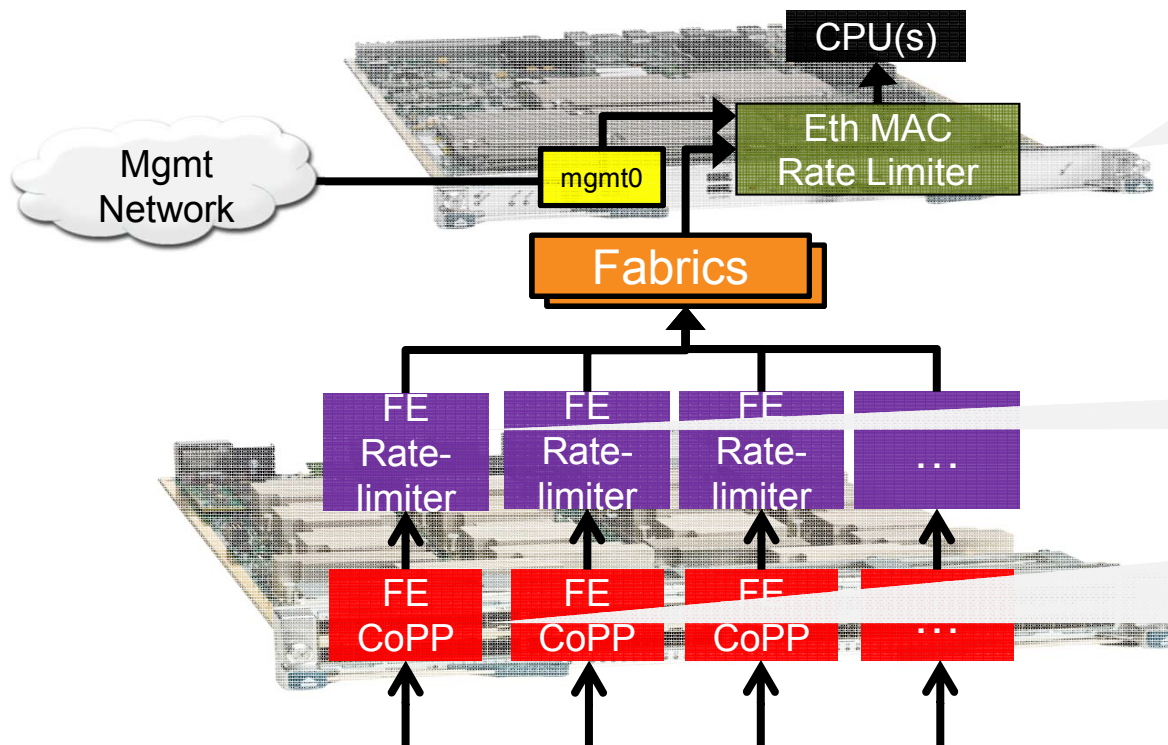 CPU(s)
Eth MAC
Rate Limiter
Mgmt
Network
mgmt0
Fabrics
FE
Rate-
limiter
FE
Rate-
limiter
FE
Rate-
limiter
...
FE
CoPP
FE
CoPP
FE
CoPP
...